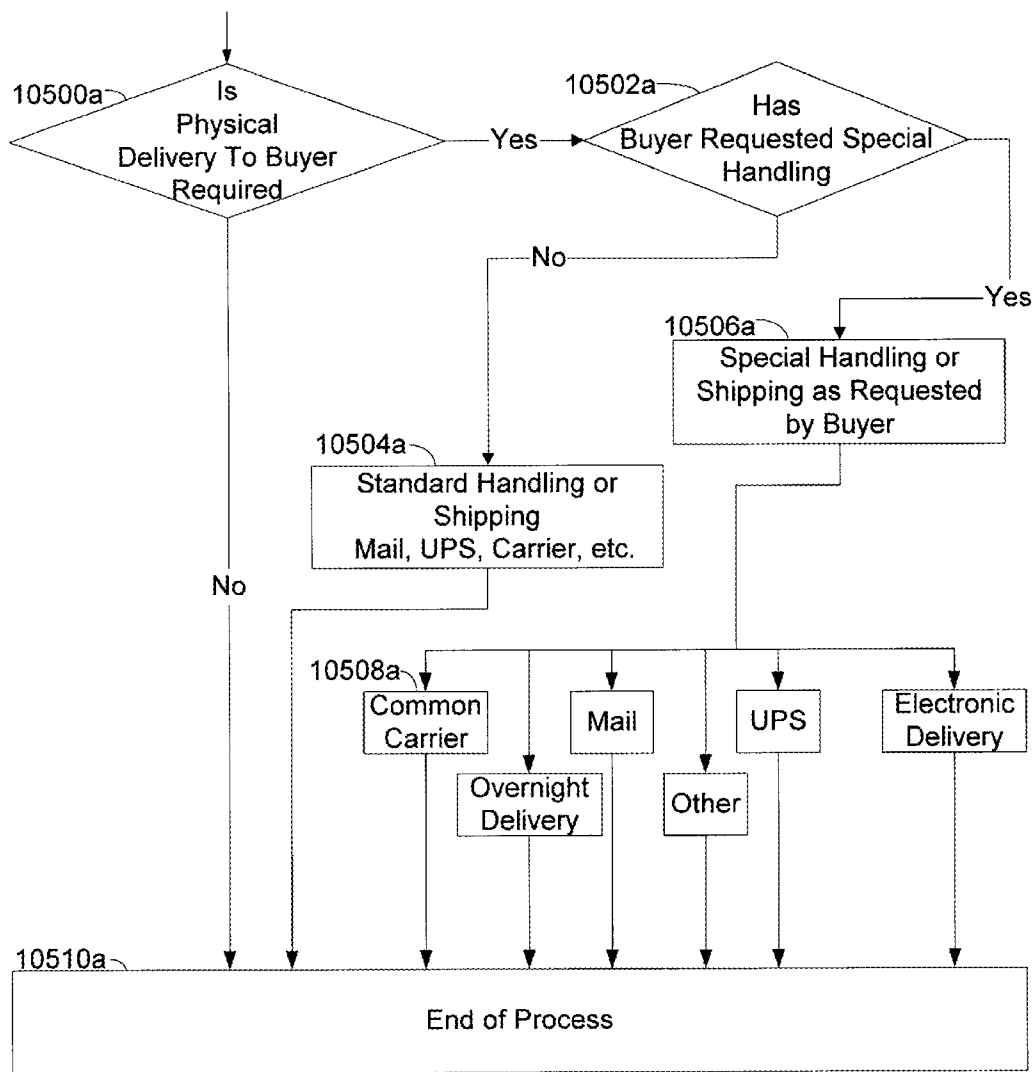 10500a
Is
Physical
Delivery To Buyer
Required
Yes
10502a
Has
Buyer Requested Special
Handling
No
Yes
10506a
Special Handling or
Shipping as Requested
by Buyer
10504a
Standard Handling or
Shipping
Mail, UPS, Carrier, etc.
No
10508a
Common
Carrier
Mail
UPS
Electronic
Delivery
Overnight
Delivery
Other
10510a
End of Process